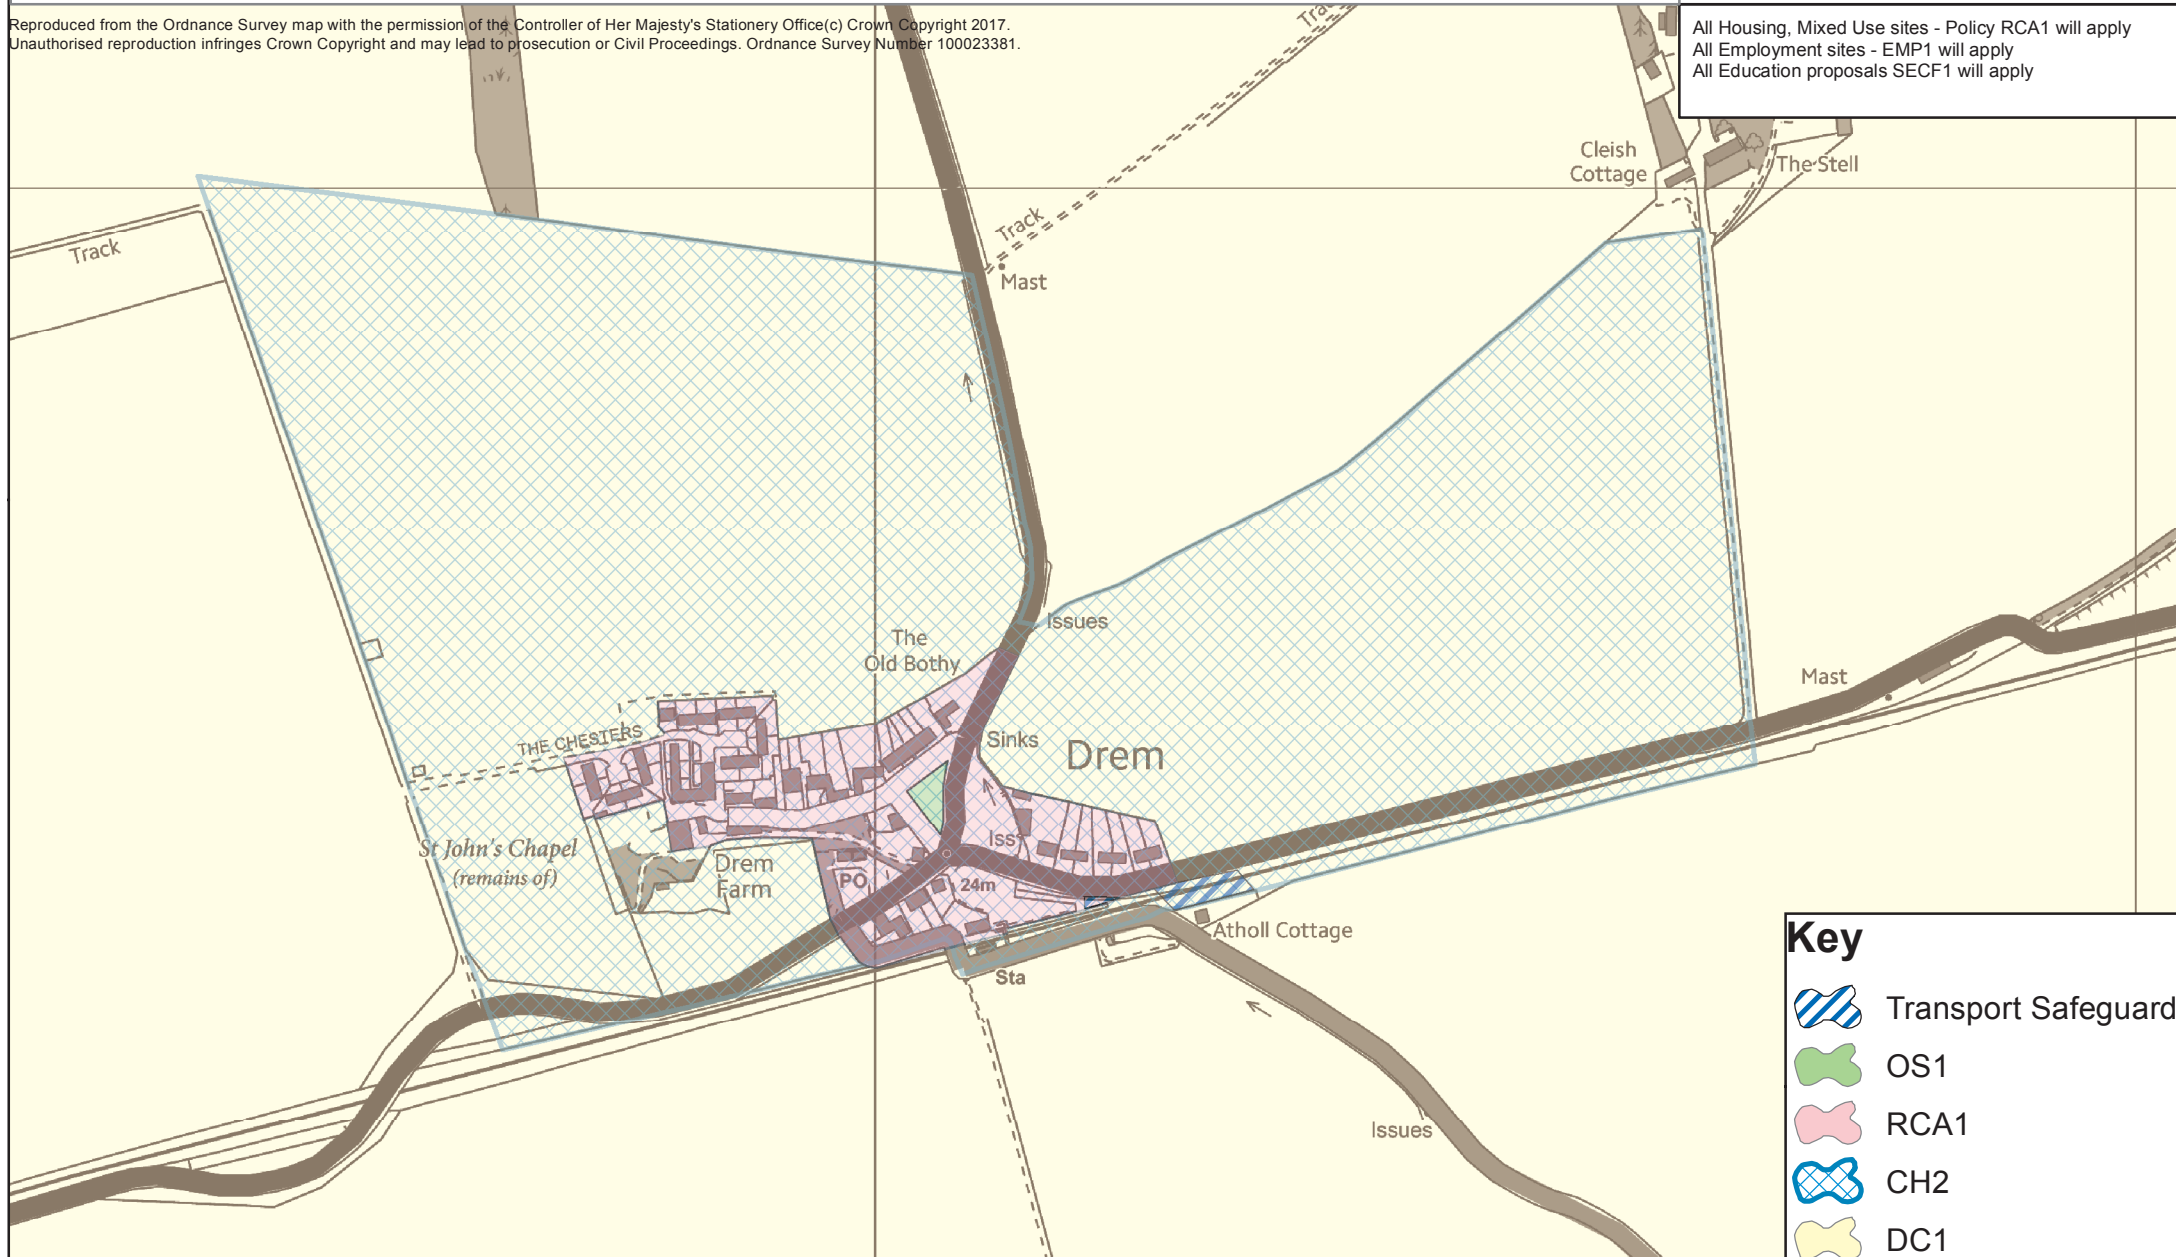 Reproduced from the Ordnance Survey map with the permission of the Controller of Her Majesty's Stationery Office(c) Crown Copyright 2017.
Unauthorised reproduction infringes Crown Copyright and may lead to prosecution or Civil Proceedings. Ordnance Survey Number 100023381.
All Housing, Mixed Use sites - Policy RCA1 will apply
All Employment sites - EMP1 will apply
All Education proposals SECF1 will apply
Cleish
Cottage
The Stell
Track
Track
Mast
Issues
The
Old Bothy
Mast
THE CHESTERS
Sinks
Drem
St John's Chapel
(remains of)
Drem
Farm
PO
Iss
24m
Atholl Cottage
Sta
Issues
Key
Transport Safeguard
OS1
RCA1
CH2
DC1